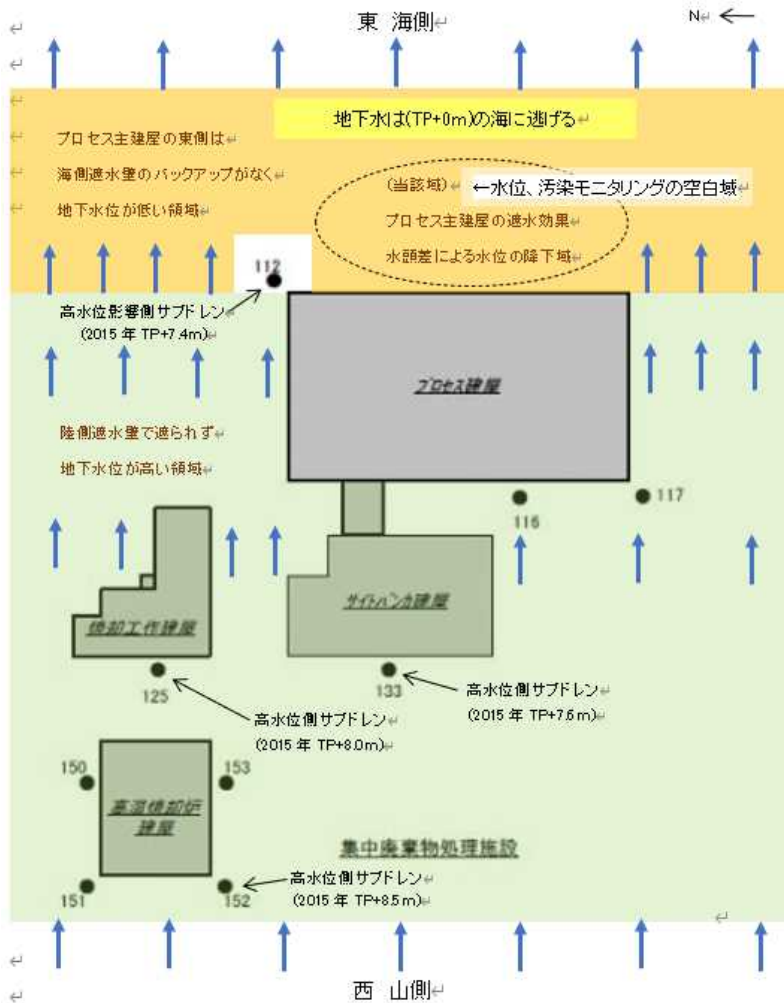 東 海側
N
地下水は(TP+0m)の海に逃げる
プロセス主建屋の東側は
海側遮水壁のバックアップがなく
地下水位が低い領域
(当該域)
←水位、汚染モニタリングの空白域
プロセス主建屋の遮水効果
水頭差による水位の降下域
112
高水位影響側サブドレン
(2015 年 TP+7.4m)
プロセス建屋
陸側遮水壁で遮られず
地下水位が高い領域
116
117
焼却工作建屋
サイトバンカ建屋
125
133
高水位側サブドレン
(2015 年 TP+8.0m)
高水位側サブドレン
(2015 年 TP+7.6m)
150
153
高温焼却炉
建屋
集中廃棄物処理施設
151
152
高水位側サブドレン
(2015 年 TP+8.5m)
西 山側